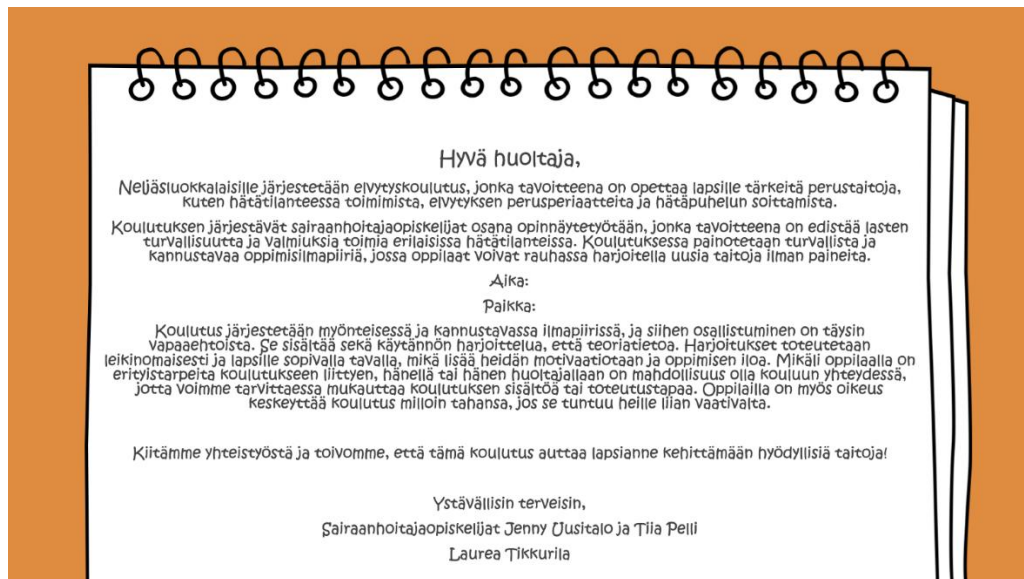 Hyvä huoltaja,
Neljäsluokkalaisille järjestetään elvytyskoulutus, jonka tavoitteena on opettaa lapsille tärkeitä perustaitoja,
kuten hätätilanteessa toimimista, elvytyksen perusperiaatteita ja hätäpuhelun soittamista.
Koulutuksen järjestävät sairaanhoitajaopiskelijat osana opinnäytetyötään, jonka tavoitteena on edistää lasten
turvallisuutta ja valmiuksia toimia erilaisissa hätätilanteissa. Koulutuksessa painotetaan turvallista ja
kannustavaa oppimisilmapiiriä, jossa oppilaat voivat rauhassa harjoitella uusia taitoja ilman paineita.
Aika:
Paikka:
Koulutus järjestetään myönteisessä ja kannustavassa ilmapiirissä, ja siihen osallistuminen on täysin
vapaaehtoista. Se sisältää sekä käytännön harjoittelua, että teoriatietoa. Harjoitukset toteutetaan
leikinomaisesti ja lapsille sopivalla tavalla, mikä lisää heidän motivaatiotaan ja oppimisen iloa. Mikäli oppilaalla on
erityistarpeita koulutukseen liittyen, hänellä tai hänen huoltajallaan on mahdollisuus olla kouluun yhteydessä,
jotta voimme tarvittaessa mukauttaa koulutuksen sisältöä tai toteutustapaa. Oppilailla on myös oikeus
keskeyttää koulutus milloin tahansa, jos se tuntuu heille liian vaativalta.
Kiitämme yhteistyöstä ja toivomme, että tämä koulutus auttaa lapsianne kehittämään hyödyllisiä taitoja!
Ystävällisin terveisin,
Sairaanhoitajaopiskelijat Jenny Uusitalo ja Tiia Pelli
Laurea Tikkurila